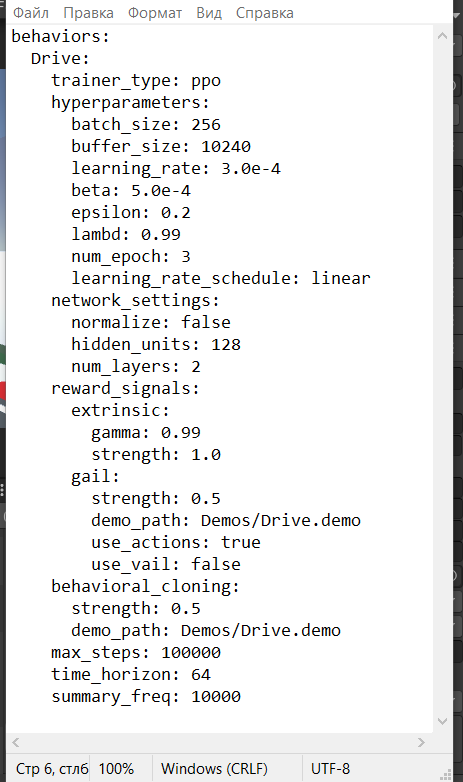 Файл Правка Формат Вид Справка
behaviors:
  Drive:
    trainer_type: ppo
    hyperparameters:
      batch_size: 256
      buffer_size: 10240
      learning_rate: 3.0e-4
      beta: 5.0e-4
      epsilon: 0.2
      lambd: 0.99
      num_epoch: 3
      learning_rate_schedule: linear
    network_settings:
      normalize: false
      hidden_units: 128
      num_layers: 2
    reward_signals:
      extrinsic:
        gamma: 0.99
        strength: 1.0
      gail:
        strength: 0.5
        demo_path: Demos/Drive.demo
        use_actions: true
        use_vail: false
    behavioral_cloning:
      strength: 0.5
      demo_path: Demos/Drive.demo
    max_steps: 100000
    time_horizon: 64
    summary_freq: 10000
Стр 6, стлб 100% Windows (CRLF) UTF-8